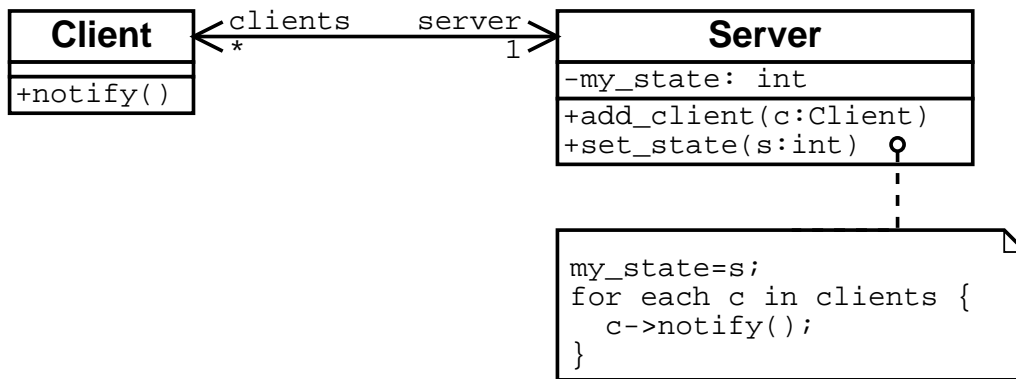 Client
+notify()
clients
*
server
1
Server
-my_state: int
+add_client(c:Client)
+set_state(s:int)
my_state=s;
for each c in clients {
  c->notify();
}